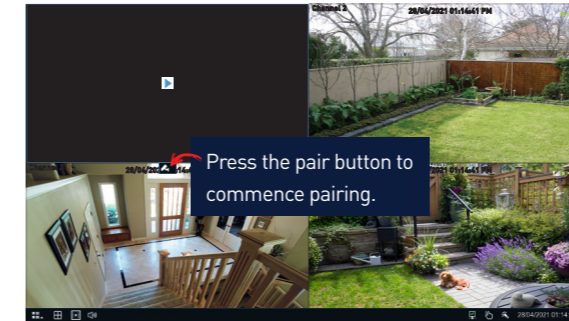 Channel 2
28/04/2021 01:14:41 PM
Press the pair button to
commence pairing.
28/04/2021 01:14